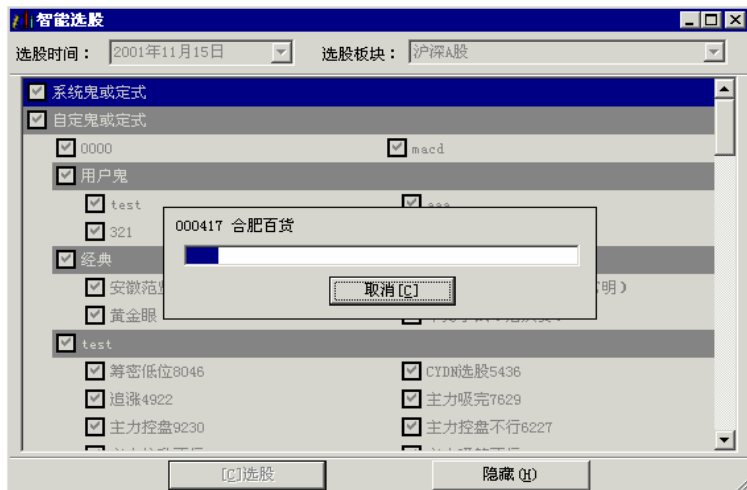 智能选股
选股时间： 2001年11月15日 选股板块： 沪深A股
系统鬼或定式
自定鬼或定式
0000 macd
用户鬼
test aaa
321
000417 合肥百货
取消[C]
经典
安徽范 明）
黄金眼
test
筹密低位8046 CYDN选股5436
追涨4922 主力吸完7629
主力控盘9230 主力控盘不行6227
[C]选股 隐藏(H)